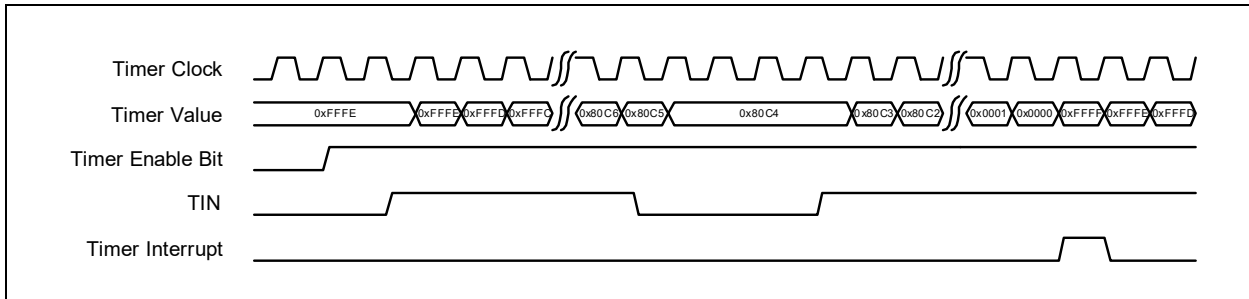 Timer Clock
Timer Value 0xFFFE 0xFFFE 0xFFFD 0xFFFC 0x80C6 0x80C5 0x80C4 0x80C3 0x80C2 0x0001 0x0000 0xFFFF 0xFFFE 0xFFFD
Timer Enable Bit
TIN
Timer Interrupt